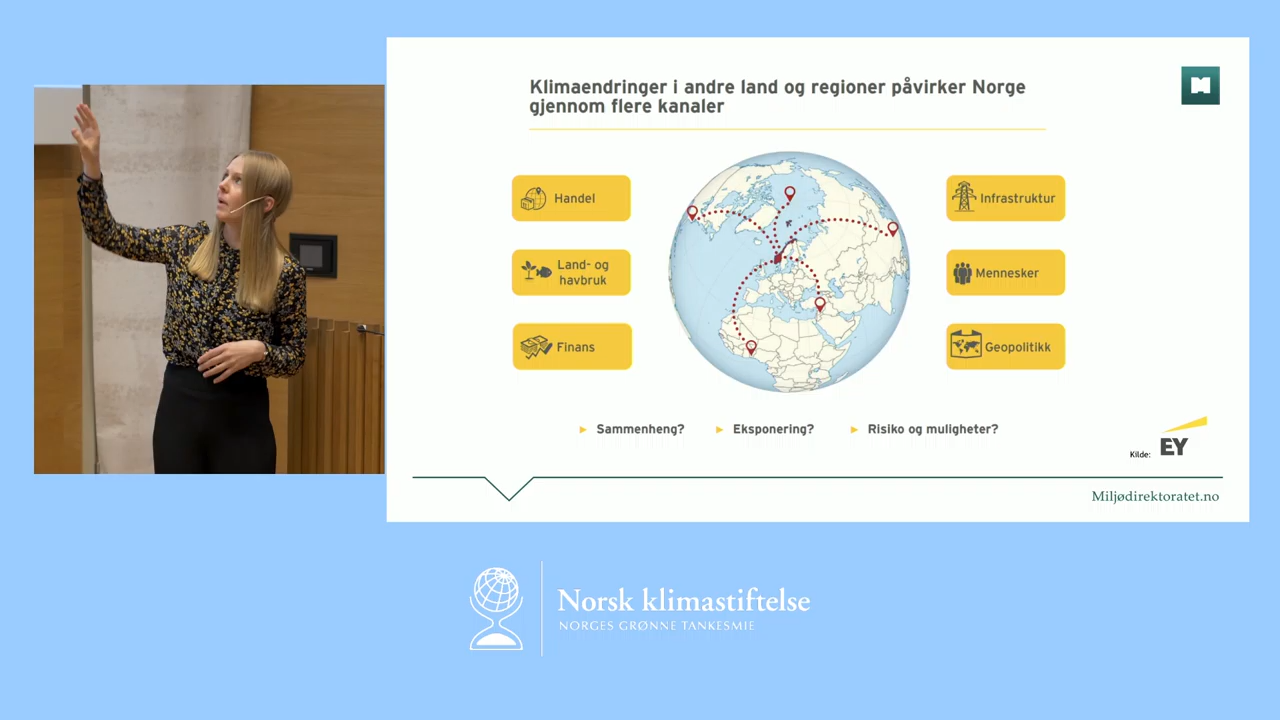 Klimaendringer i andre land og regioner påvirker Norge
gjennom flere kanaler
Handel
Land- og
havbruk
Finans
Infrastruktur
Mennesker
Geopolitikk
► Sammenheng?
► Eksponering?
► Risiko og muligheter?
Kilde:
EY
Miljødirektoratet.no
Norsk klimastiftelse
NORGES GRØNNE TANKESMIE